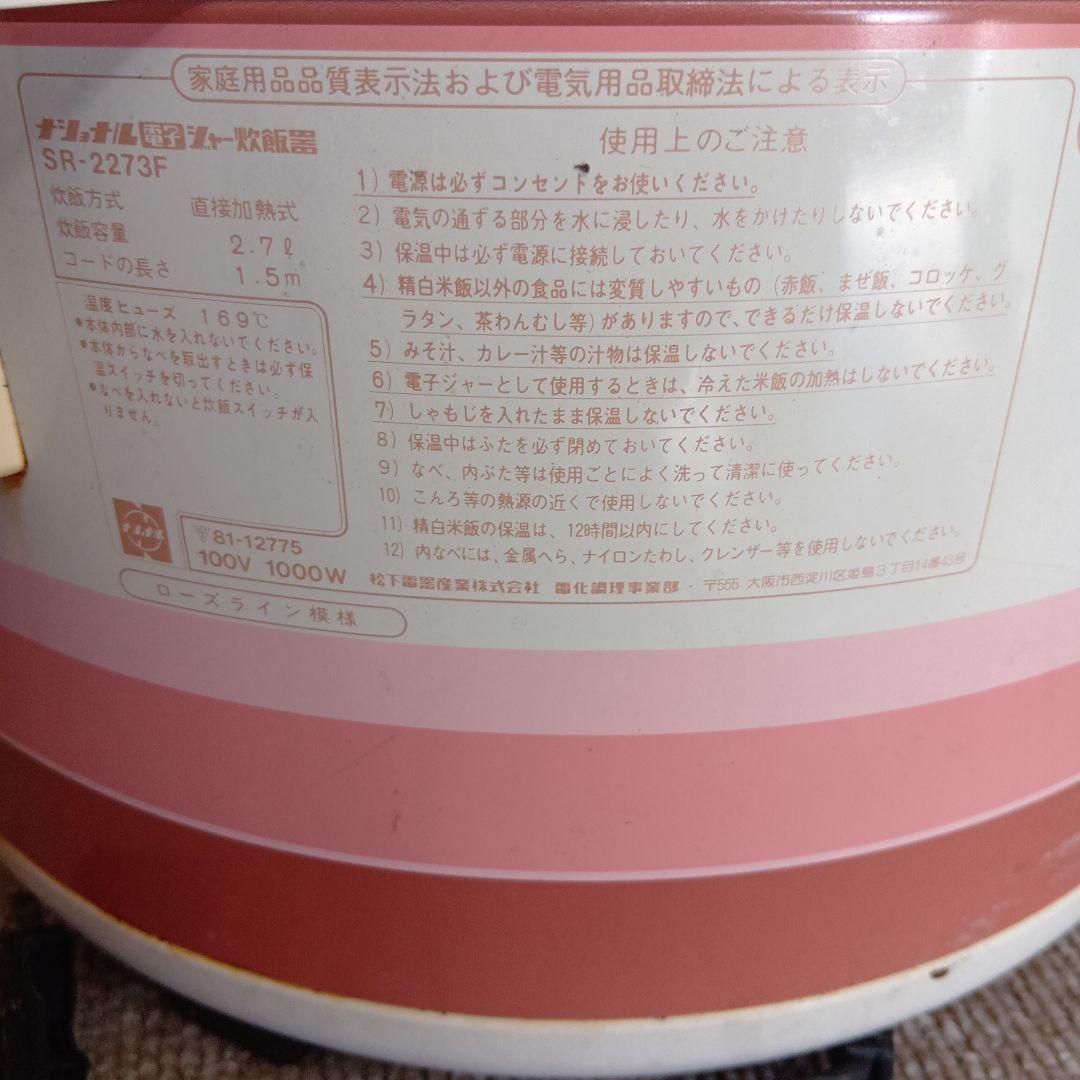 家庭用品品質表示法および電気用品取締法による表示
ナショナル電子ジャー炊飯器
SR-2273F
炊飯方式 直接加熱式
炊飯容量 2.7ℓ
コードの長さ 1.5m
温度ヒューズ 169℃
●本体内部に水を入れないでください。
●本体からなべを取出すときは必ず保
温スイッチを切ってください。
●なべを入れないと炊飯スイッチが入
りません。
ナショナル
〒81-12775
100V 1000W
使用上のご注意
1) 電源は必ずコンセントをお使いください。
2) 電気の通ずる部分を水に浸したり、水をかけたりしないでください。
3) 保温中は必ず電源に接続しておいてください。
4) 精白米飯以外の食品には変質しやすいもの(赤飯、まぜ飯、コロッケ、グ
ラタン、茶わんむし等)がありますので、できるだけ保温しないでください。
5) みそ汁、カレー汁等の汁物は保温しないでください。
6) 電子ジャーとして使用するときは、冷えた米飯の加熱はしないでください。
7) しゃもじを入れたまま保温しないでください。
8) 保温中はふたを必ず閉めておいてください。
9) なべ、内ぶた等は使用ごとによく洗って清潔に使ってください。
10) こんろ等の熱源の近くで使用しないでください。
11) 精白米飯の保温は、12時間以内にしてください。
12) 内なべには、金属へら、ナイロンたわし、クレンザー等を使用しないでください。
松下電器産業株式会社 電化調理事業部・〒555 大阪市西淀川区姫島3丁目14番43号
ローズライン模様